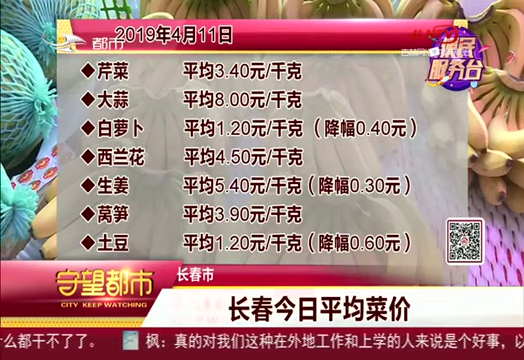 都市
2019年4月11日
惠民
服务台
◆芹菜 平均3.40元/千克
◆大蒜 平均8.00元/千克
◆白萝卜 平均1.20元/千克（降幅0.40元）
◆西兰花 平均4.50元/千克
◆生姜 平均5.40元/千克（降幅0.30元）
◆莴笋 平均3.90元/千克
◆土豆 平均1.20元/千克（降幅0.60元）
守望都市
CITY KEEP WATCHING
长春市
长春今日平均菜价
什么都干不了了。 枫：真的对我们这种在外地工作和上学的人来说是个好事，以